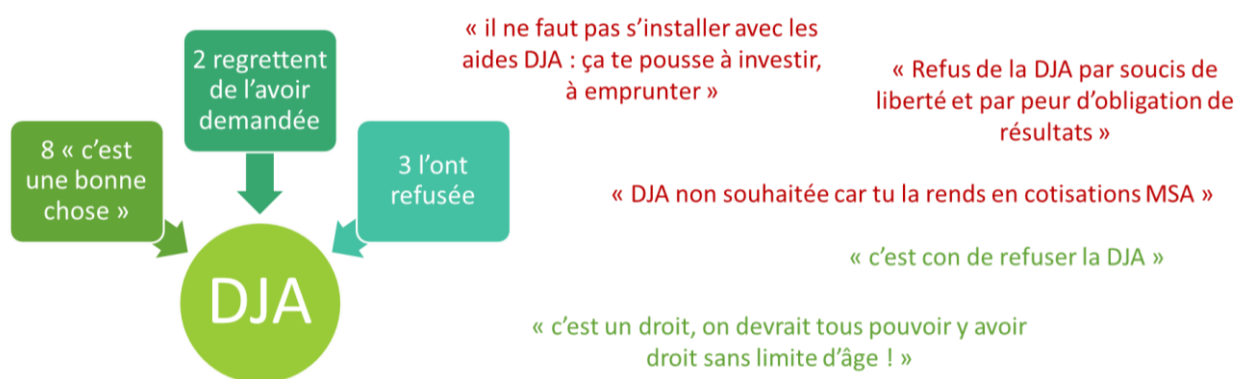 2 regrettent
de l’avoir
demandée
8 « c’est
une bonne
chose »
3 l’ont
refusée
DJA
« il ne faut pas s’installer avec les
aides DJA : ça te pousse à investir,
à emprunter »
« Refus de la DJA par soucis de
liberté et par peur d’obligation de
résultats »
« DJA non souhaitée car tu la rends en cotisations MSA »
« c’est con de refuser la DJA »
« c’est un droit, on devrait tous pouvoir y avoir
droit sans limite d’âge ! »